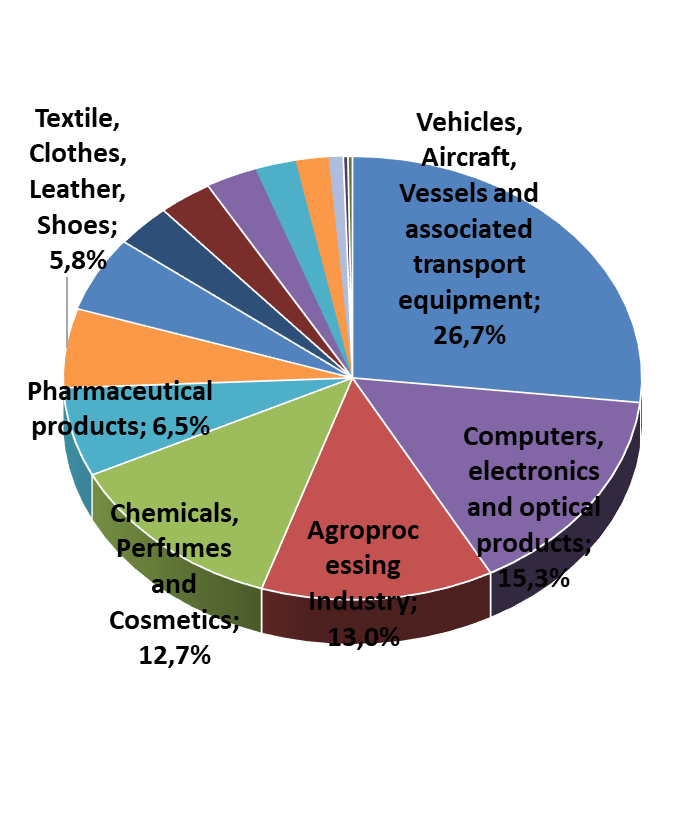 Textile,
Clothes,
Leather,
Shoes;
5,8%
Vehicles,
Aircraft,
Vessels and
associated
transport
equipment;
26,7%
Pharmaceutical
products; 6,5%
Computers,
electronics
and optical
products;
15,3%
Chemicals,
Perfumes
and
Cosmetics;
12,7%
Agroproc
essing
Industry;
13,0%